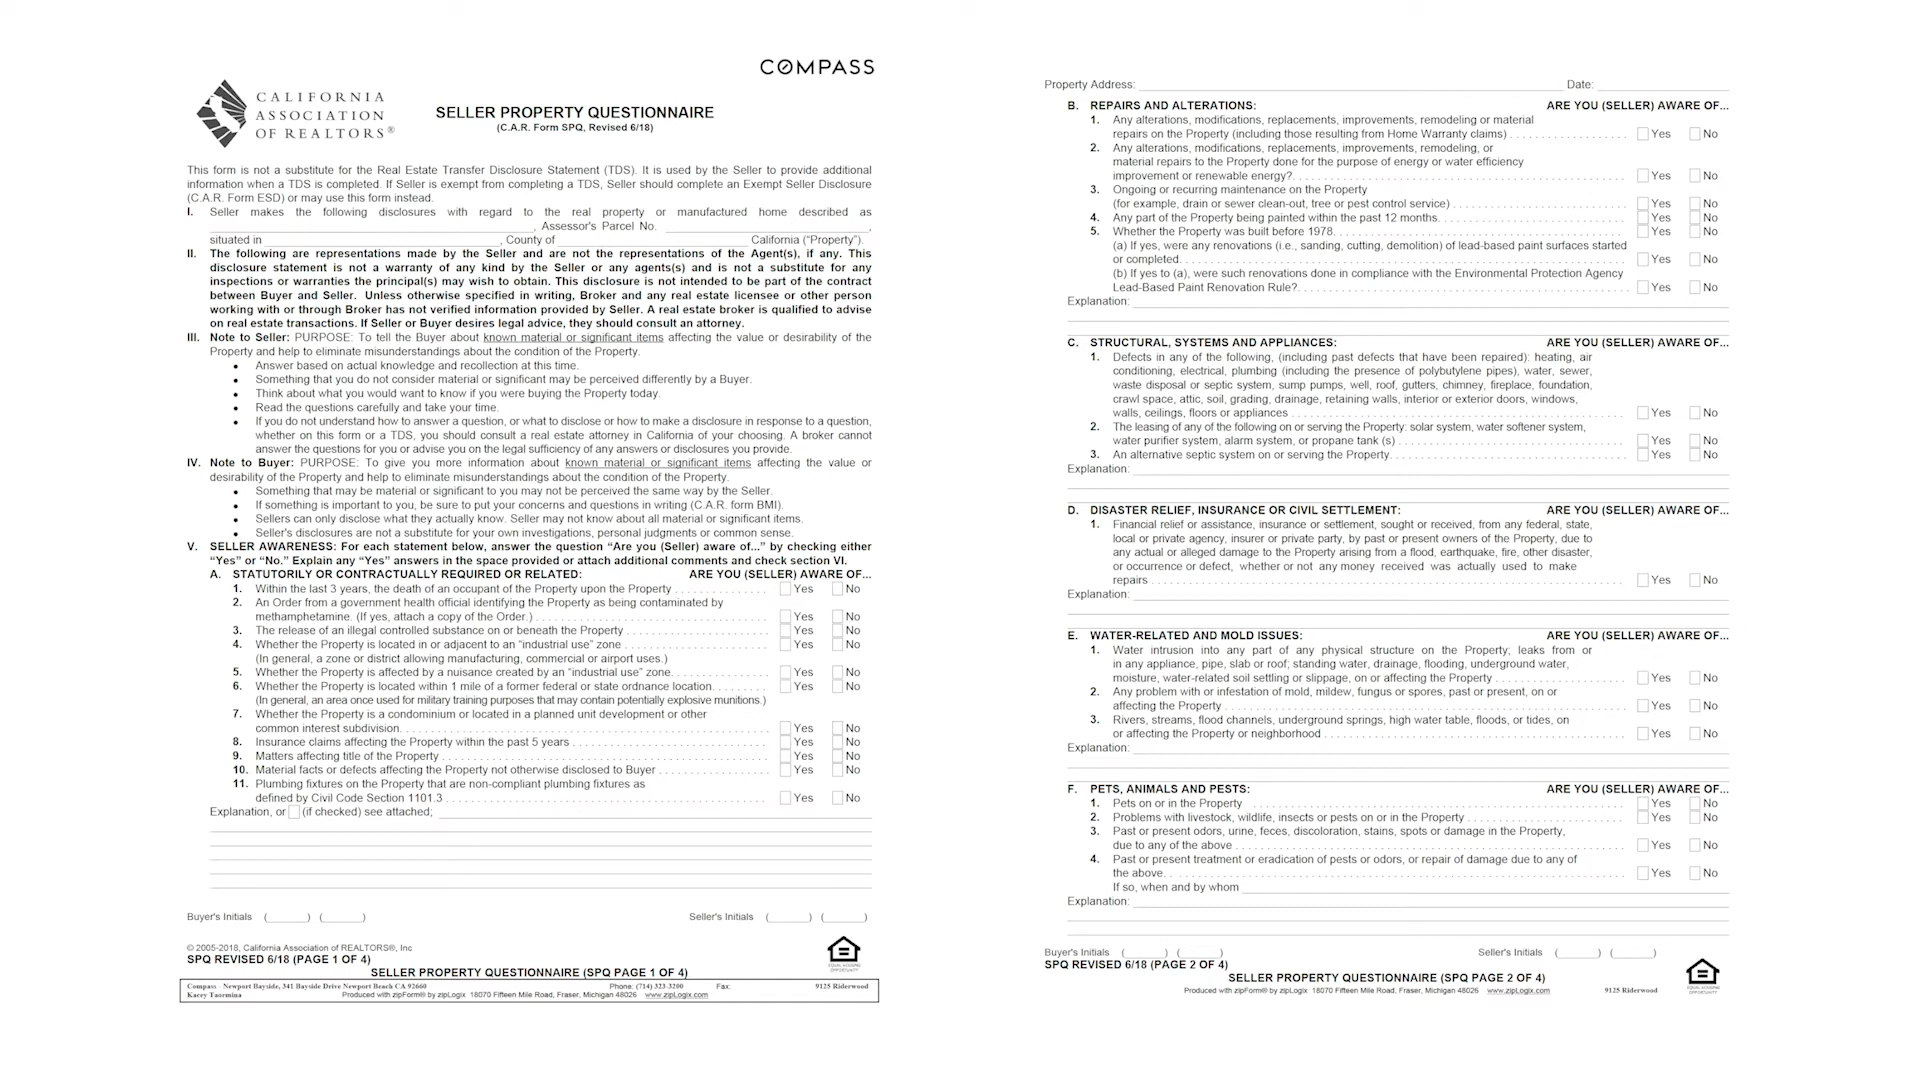 COMPASS
CALIFORNIA
ASSOCIATION
OF REALTORS®
SELLER PROPERTY QUESTIONNAIRE
(C.A.R. Form SPQ, Revised 6/18)
This form is not a substitute for the Real Estate Transfer Disclosure Statement (TDS). It is used by the Seller to provide additional
information when a TDS is completed. If Seller is exempt from completing a TDS, Seller should complete an Exempt Seller Disclosure
(C.A.R. Form ESD) or may use this form instead.
I. Seller makes the following disclosures with regard to the real property or manufactured home described as
, Assessor's Parcel No. ,
situated in , County of California ("Property").
II. The following are representations made by the Seller and are not the representations of the Agent(s), if any. This
disclosure statement is not a warranty of any kind by the Seller or any agents(s) and is not a substitute for any
inspections or warranties the principal(s) may wish to obtain. This disclosure is not intended to be part of the contract
between Buyer and Seller. Unless otherwise specified in writing, Broker and any real estate licensee or other person
working with or through Broker has not verified information provided by Seller. A real estate broker is qualified to advise
on real estate transactions. If Seller or Buyer desires legal advice, they should consult an attorney.
III. Note to Seller: PURPOSE: To tell the Buyer about known material or significant items affecting the value or desirability of the
Property and help to eliminate misunderstandings about the condition of the Property.
• Answer based on actual knowledge and recollection at this time.
• Something that you do not consider material or significant may be perceived differently by a Buyer.
• Think about what you would want to know if you were buying the Property today.
• Read the questions carefully and take your time.
• If you do not understand how to answer a question, or what to disclose or how to make a disclosure in response to a question,
whether on this form or a TDS, you should consult a real estate attorney in California of your choosing. A broker cannot
answer the questions for you or advise you on the legal sufficiency of any answers or disclosures you provide.
IV. Note to Buyer: PURPOSE: To give you more information about known material or significant items affecting the value or
desirability of the Property and help to eliminate misunderstandings about the condition of the Property.
• Something that may be material or significant to you may not be perceived the same way by the Seller.
• If something is important to you, be sure to put your concerns and questions in writing (C.A.R. form BMI).
• Sellers can only disclose what they actually know. Seller may not know about all material or significant items.
• Seller's disclosures are not a substitute for your own investigations, personal judgments or common sense.
V. SELLER AWARENESS: For each statement below, answer the question "Are you (Seller) aware of..." by checking either
"Yes" or "No." Explain any "Yes" answers in the space provided or attach additional comments and check section VI.
A. STATUTORILY OR CONTRACTUALLY REQUIRED OR RELATED: ARE YOU (SELLER) AWARE OF...
1. Within the last 3 years, the death of an occupant of the Property upon the Property Yes No
2. An Order from a government health official identifying the Property as being contaminated by
methamphetamine. (If yes, attach a copy of the Order.) Yes No
3. The release of an illegal controlled substance on or beneath the Property Yes No
4. Whether the Property is located in or adjacent to an "industrial use" zone Yes No
(In general, a zone or district allowing manufacturing, commercial or airport uses.)
5. Whether the Property is affected by a nuisance created by an "industrial use" zone. Yes No
6. Whether the Property is located within 1 mile of a former federal or state ordnance location. Yes No
(In general, an area once used for military training purposes that may contain potentially explosive munitions.)
7. Whether the Property is a condominium or located in a planned unit development or other
common interest subdivision. Yes No
8. Insurance claims affecting the Property within the past 5 years Yes No
9. Matters affecting title of the Property Yes No
10. Material facts or defects affecting the Property not otherwise disclosed to Buyer Yes No
11. Plumbing fixtures on the Property that are non-compliant plumbing fixtures as
defined by Civil Code Section 1101.3 Yes No
Explanation, or (if checked) see attached;
Buyer's Initials ( ) ( ) Seller's Initials ( ) ( )
© 2005-2018, California Association of REALTORS®, Inc
SPQ REVISED 6/18 (PAGE 1 OF 4)
EQUAL HOUSING
OPPORTUNITY
SELLER PROPERTY QUESTIONNAIRE (SPQ PAGE 1 OF 4)
Compass - Newport Bayside, 341 Bayside Drive Newport Beach CA 92660 Phone: (714) 323-3200 Fax: 9125 Riderwood
Kacey Taormina Produced with zipForm® by zipLogix 18070 Fifteen Mile Road, Fraser, Michigan 48026 www.zipLogix.com
Property Address: Date:
B. REPAIRS AND ALTERATIONS: ARE YOU (SELLER) AWARE OF...
1. Any alterations, modifications, replacements, improvements, remodeling or material
repairs on the Property (including those resulting from Home Warranty claims) Yes No
2. Any alterations, modifications, replacements, improvements, remodeling, or
material repairs to the Property done for the purpose of energy or water efficiency
improvement or renewable energy? Yes No
3. Ongoing or recurring maintenance on the Property
(for example, drain or sewer clean-out, tree or pest control service) Yes No
4. Any part of the Property being painted within the past 12 months. Yes No
5. Whether the Property was built before 1978. Yes No
(a) If yes, were any renovations (i.e., sanding, cutting, demolition) of lead-based paint surfaces started
or completed. Yes No
(b) If yes to (a), were such renovations done in compliance with the Environmental Protection Agency
Lead-Based Paint Renovation Rule? Yes No
Explanation:
C. STRUCTURAL, SYSTEMS AND APPLIANCES: ARE YOU (SELLER) AWARE OF...
1. Defects in any of the following, (including past defects that have been repaired): heating, air
conditioning, electrical, plumbing (including the presence of polybutylene pipes), water, sewer,
waste disposal or septic system, sump pumps, well, roof, gutters, chimney, fireplace, foundation,
crawl space, attic, soil, grading, drainage, retaining walls, interior or exterior doors, windows,
walls, ceilings, floors or appliances Yes No
2. The leasing of any of the following on or serving the Property: solar system, water softener system,
water purifier system, alarm system, or propane tank (s) Yes No
3. An alternative septic system on or serving the Property. Yes No
Explanation:
D. DISASTER RELIEF, INSURANCE OR CIVIL SETTLEMENT: ARE YOU (SELLER) AWARE OF...
1. Financial relief or assistance, insurance or settlement, sought or received, from any federal, state,
local or private agency, insurer or private party, by past or present owners of the Property, due to
any actual or alleged damage to the Property arising from a flood, earthquake, fire, other disaster,
or occurrence or defect, whether or not any money received was actually used to make
repairs Yes No
Explanation:
E. WATER-RELATED AND MOLD ISSUES: ARE YOU (SELLER) AWARE OF...
1. Water intrusion into any part of any physical structure on the Property; leaks from or
in any appliance, pipe, slab or roof; standing water, drainage, flooding, underground water,
moisture, water-related soil settling or slippage, on or affecting the Property Yes No
2. Any problem with or infestation of mold, mildew, fungus or spores, past or present, on or
affecting the Property Yes No
3. Rivers, streams, flood channels, underground springs, high water table, floods, or tides, on
or affecting the Property or neighborhood Yes No
Explanation:
F. PETS, ANIMALS AND PESTS: ARE YOU (SELLER) AWARE OF...
1. Pets on or in the Property Yes No
2. Problems with livestock, wildlife, insects or pests on or in the Property Yes No
3. Past or present odors, urine, feces, discoloration, stains, spots or damage in the Property,
due to any of the above Yes No
4. Past or present treatment or eradication of pests or odors, or repair of damage due to any of
the above. Yes No
If so, when and by whom
Explanation:
Buyer's Initials ( ) ( ) Seller's Initials ( ) ( )
SPQ REVISED 6/18 (PAGE 2 OF 4)
SELLER PROPERTY QUESTIONNAIRE (SPQ PAGE 2 OF 4)
EQUAL HOUSING
OPPORTUNITY
Produced with zipForm® by zipLogix 18070 Fifteen Mile Road, Fraser, Michigan 48026 www.zipLogix.com 9125 Riderwood